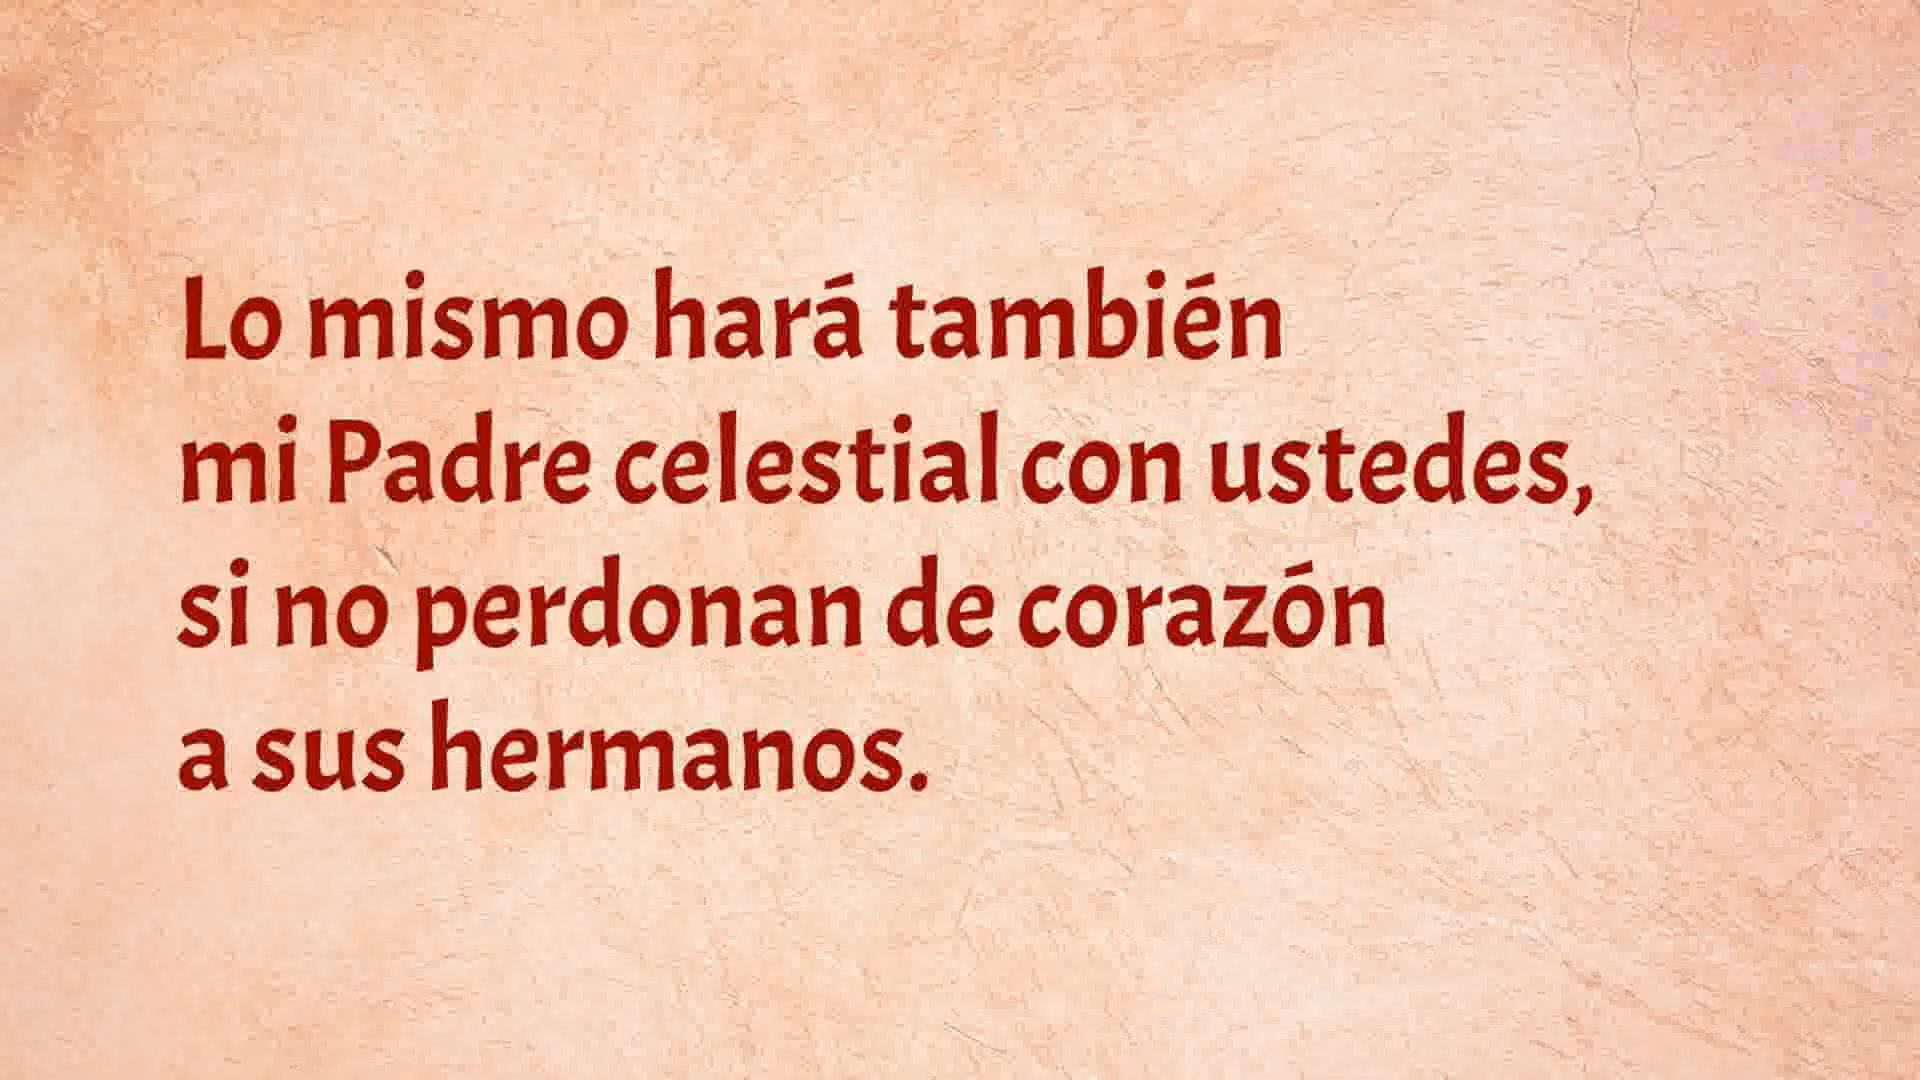 Lo mismo hará también
mi Padre celestial con ustedes,
si no perdonan de corazón
a sus hermanos.